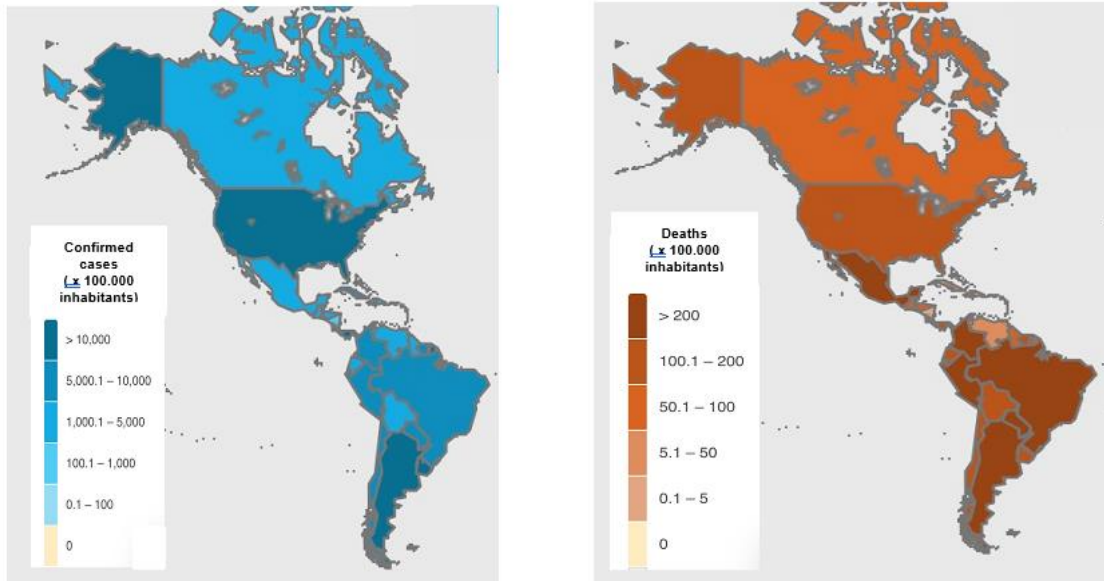 Confirmed
cases
( x 100.000
inhabitants)
> 10,000
5,000.1 – 10,000
1,000.1 – 5,000
100.1 – 1,000
0.1 – 100
0
Deaths
( x 100.000
inhabitants)
> 200
100.1 – 200
50.1 – 100
5.1 – 50
0.1 – 5
0